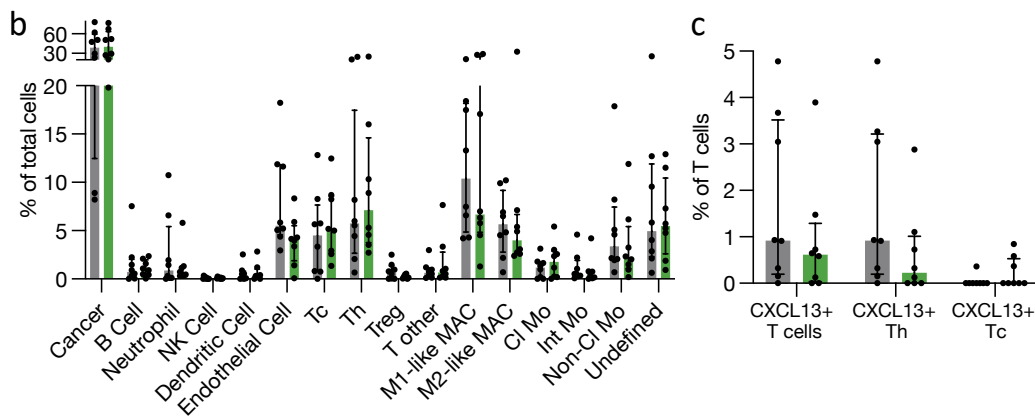 b
% of total cells
60
30
20
15
10
5
0
Cancer
B Cell
Neutrophil
NK Cell
Dendritic Cell
Endothelial Cell
Tc
Th
Treg
T other
M1-like MAC
M2-like MAC
Cl Mo
Int Mo
Non-Cl Mo
Undefined
c
% of T cells
5
4
3
2
1
0
CXCL13+
T cells
CXCL13+
Th
CXCL13+
Tc